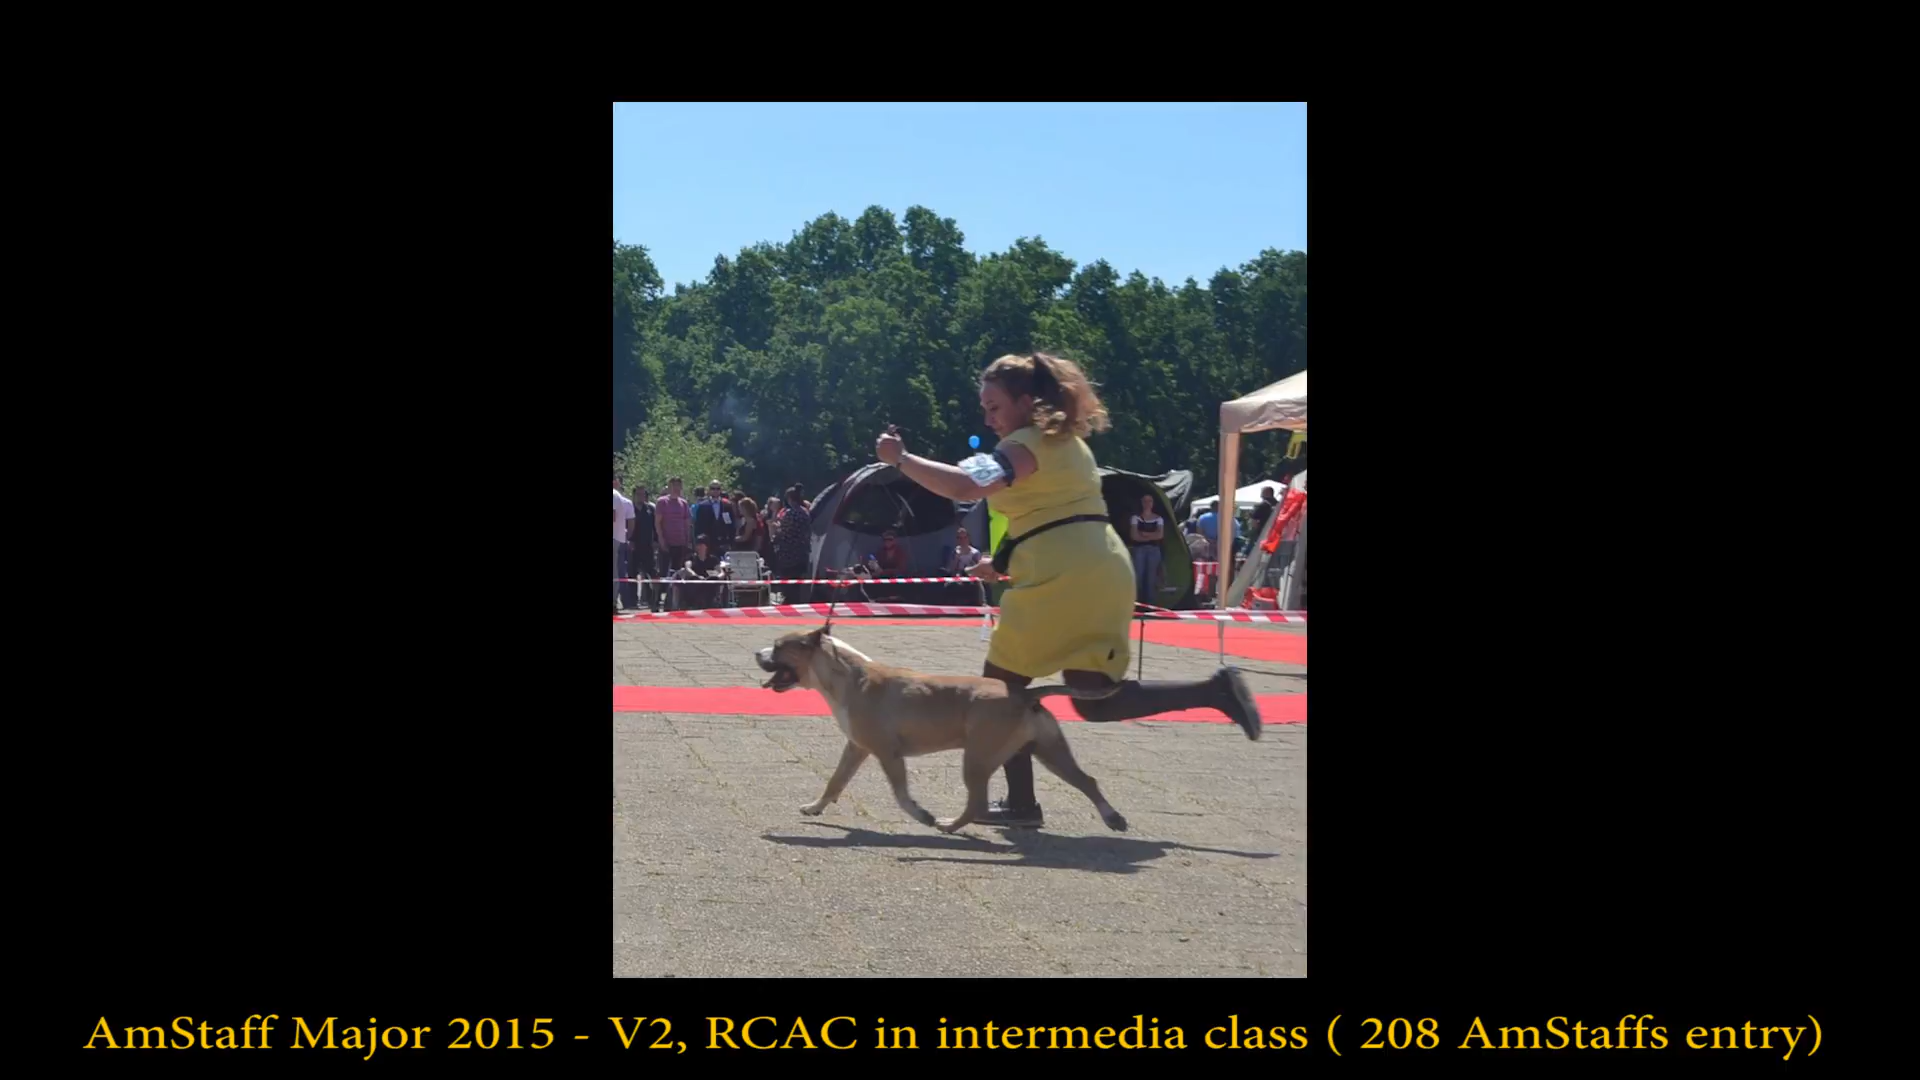 AmStaff Major 2015 - V2, RCAC in intermedia class ( 208 AmStaffs entry)